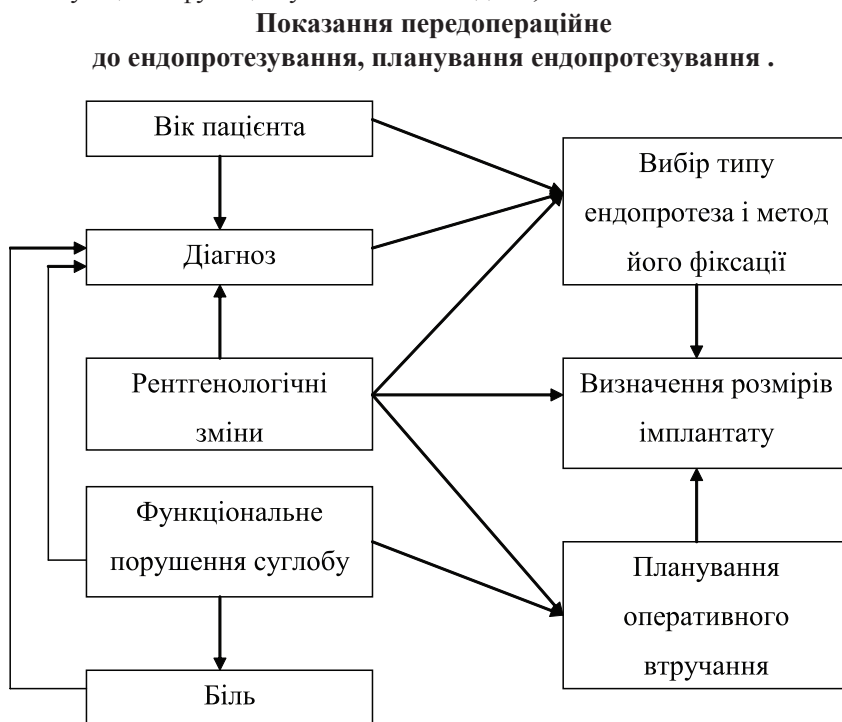 Показання передопераційне
до ендопротезування, планування ендопротезування .
Вік пацієнта
Діагноз
Рентгенологічні
зміни
Функціональне
порушення суглобу
Біль
Вибір типу
ендопротеза і метод
його фіксації
Визначення розмірів
імплантату
Планування
оперативного
втручання